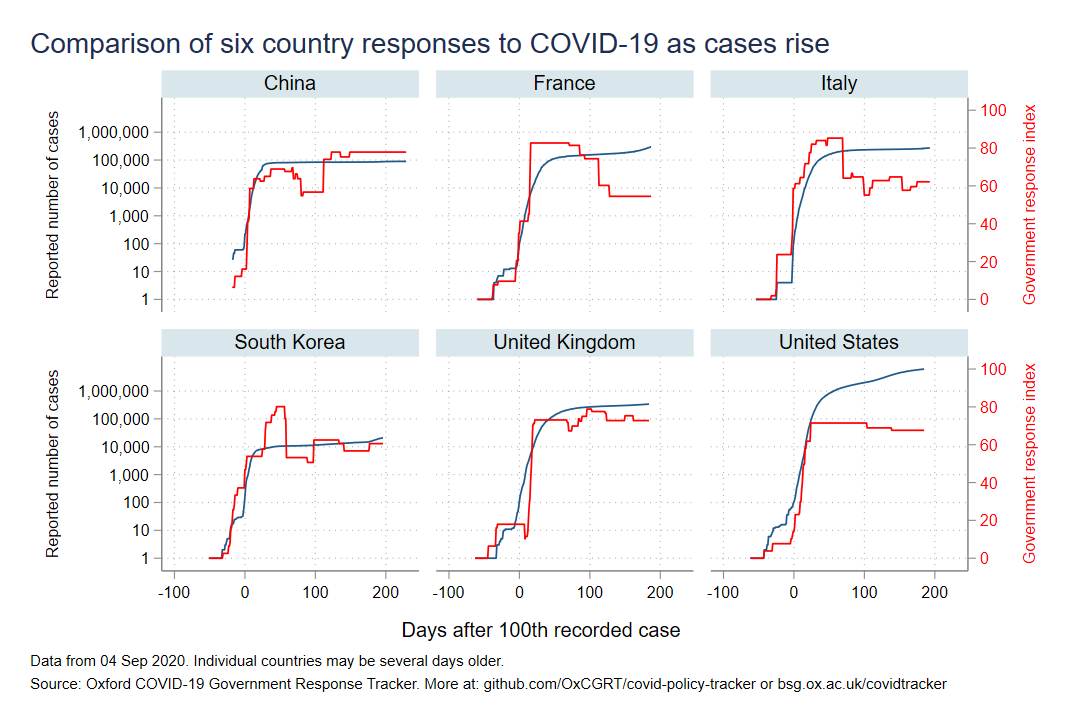 Comparison of six country responses to COVID-19 as cases rise
China
France
Italy
Reported number of cases
1,000,000
100,000
10,000
1,000
100
10
1
100
80
60
40
20
0
Government response index
South Korea
United Kingdom
United States
Reported number of cases
1,000,000
100,000
10,000
1,000
100
10
1
100
80
60
40
20
0
Government response index
-100 0 100 200 -100 0 100 200 -100 0 100 200
Days after 100th recorded case
Data from 04 Sep 2020. Individual countries may be several days older.
Source: Oxford COVID-19 Government Response Tracker. More at: github.com/OxCGRT/covid-policy-tracker or bsg.ox.ac.uk/covidtracker